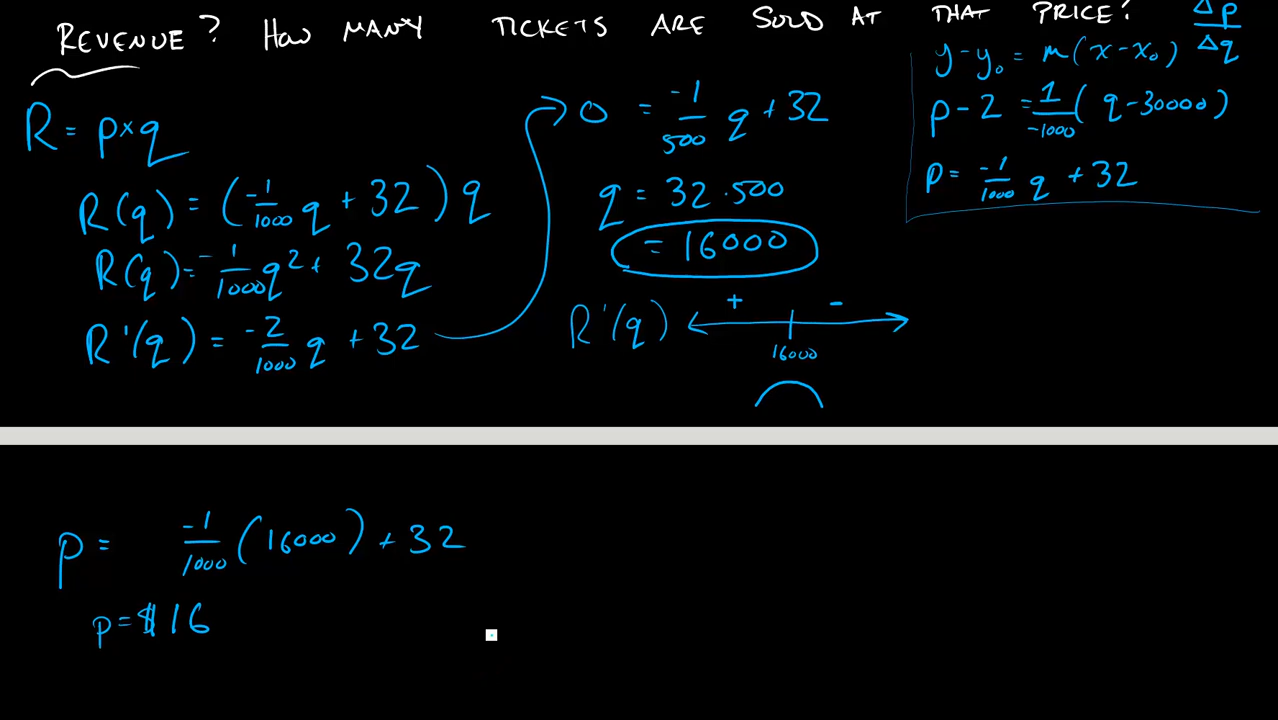 REVENUE? HOW MANY TICKETS ARE SOLD AT THAT PRICE?
R = p × q
R(q) = (-1/1000 q + 32) q
R(q) = -1/1000 q² + 32q
R'(q) = -2/1000 q + 32
0 = -1/500 q + 32
q = 32 · 500
= 16000
R'(q) + -
16000
Δp/Δq
y - y₀ = m(x - x₀)
p - 2 = 1/-1000 (q - 30000)
p = -1/1000 q + 32
p = -1/1000 (16000) + 32
p = $16